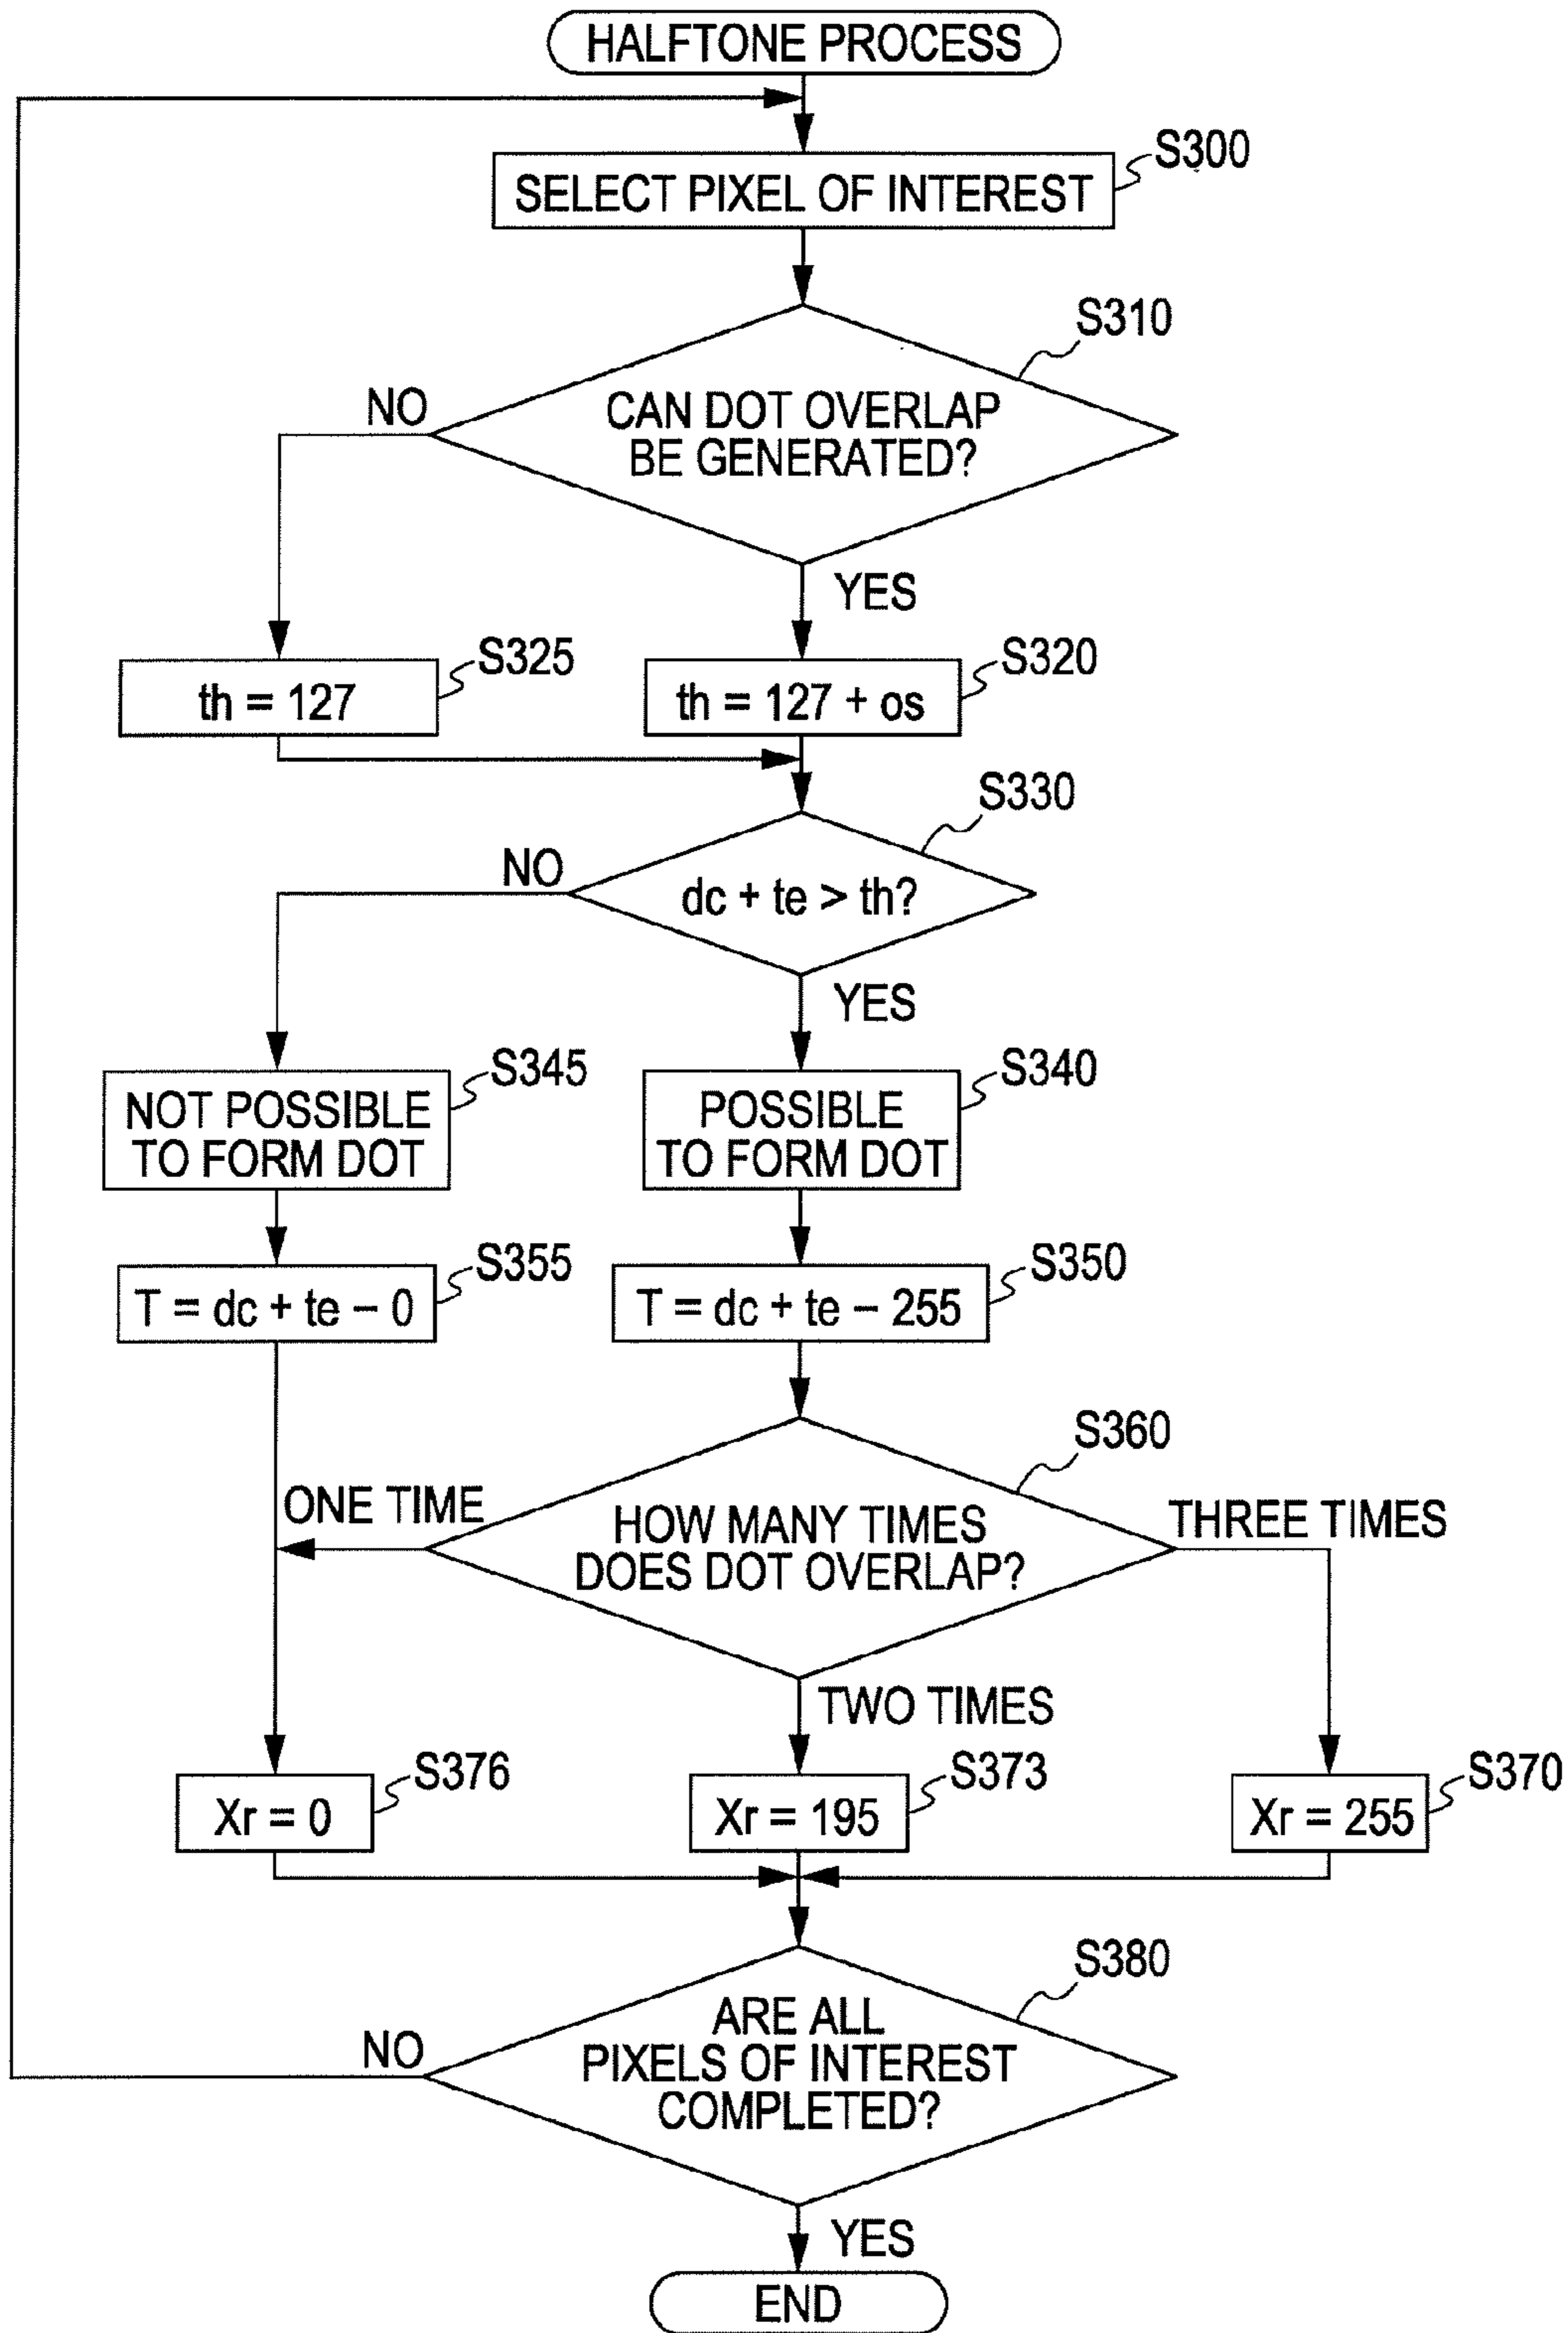 HALFTONE PROCESS
S300
SELECT PIXEL OF INTEREST
S310
NO
CAN DOT OVERLAP
BE GENERATED?
YES
S325
th = 127
S320
th = 127 + os
S330
NO
dc + te > th?
YES
S345
NOT POSSIBLE
TO FORM DOT
S340
POSSIBLE
TO FORM DOT
S355
T = dc + te – 0
S350
T = dc + te – 255
S360
ONE TIME
HOW MANY TIMES
DOES DOT OVERLAP?
THREE TIMES
TWO TIMES
S376
Xr = 0
S373
Xr = 195
S370
Xr = 255
S380
NO
ARE ALL
PIXELS OF INTEREST
COMPLETED?
YES
END